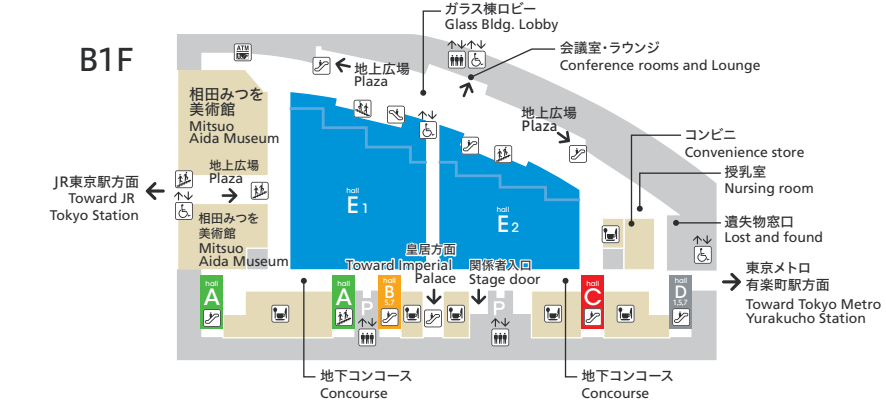 B1F
ATM
ガラス棟ロビー
Glass Bldg. Lobby
地上広場
Plaza
会議室・ラウンジ
Conference rooms and Lounge
相田みつを
美術館
Mitsuo
Aida Museum
地上広場
Plaza
コンビニ
Convenience store
授乳室
Nursing room
JR東京駅方面
Toward JR
Tokyo Station
地上広場
Plaza
相田みつを
美術館
Mitsuo
Aida Museum
hall
E1
hall
E2
遺失物窓口
Lost and found
皇居方面
Toward Imperial
Palace
関係者入口
Stage door
東京メトロ
有楽町駅方面
Toward Tokyo Metro
Yurakucho Station
hall
A
hall
A
P
hall
B
5,7
P
hall
C
hall
D
1,5,7
地下コンコース
Concourse
地下コンコース
Concourse